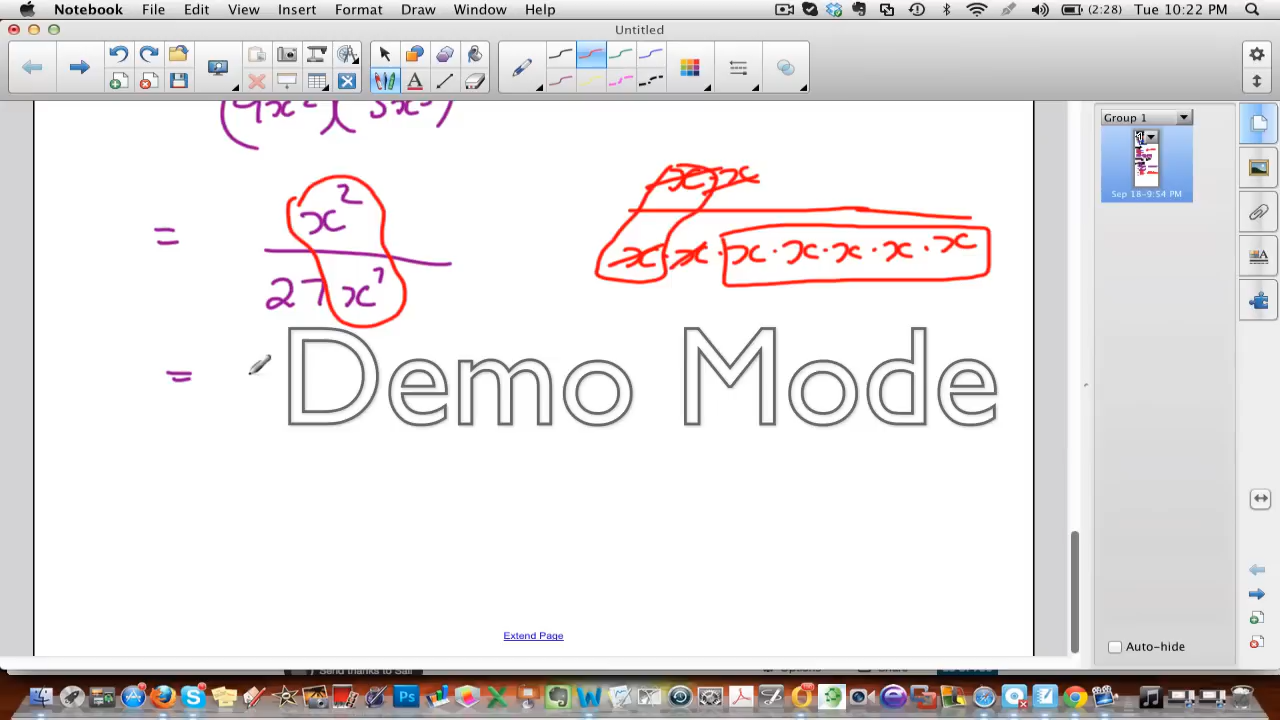 Notebook File Edit View Insert Format Draw Window Help (2:28) Tue 10:22 PM
Untitled
Group 1
Sep 18-9:54 PM
x² x·x
= 27x⁷ x·x·x·x·x·x·x
Demo Mode
=
Extend Page
Auto-hide